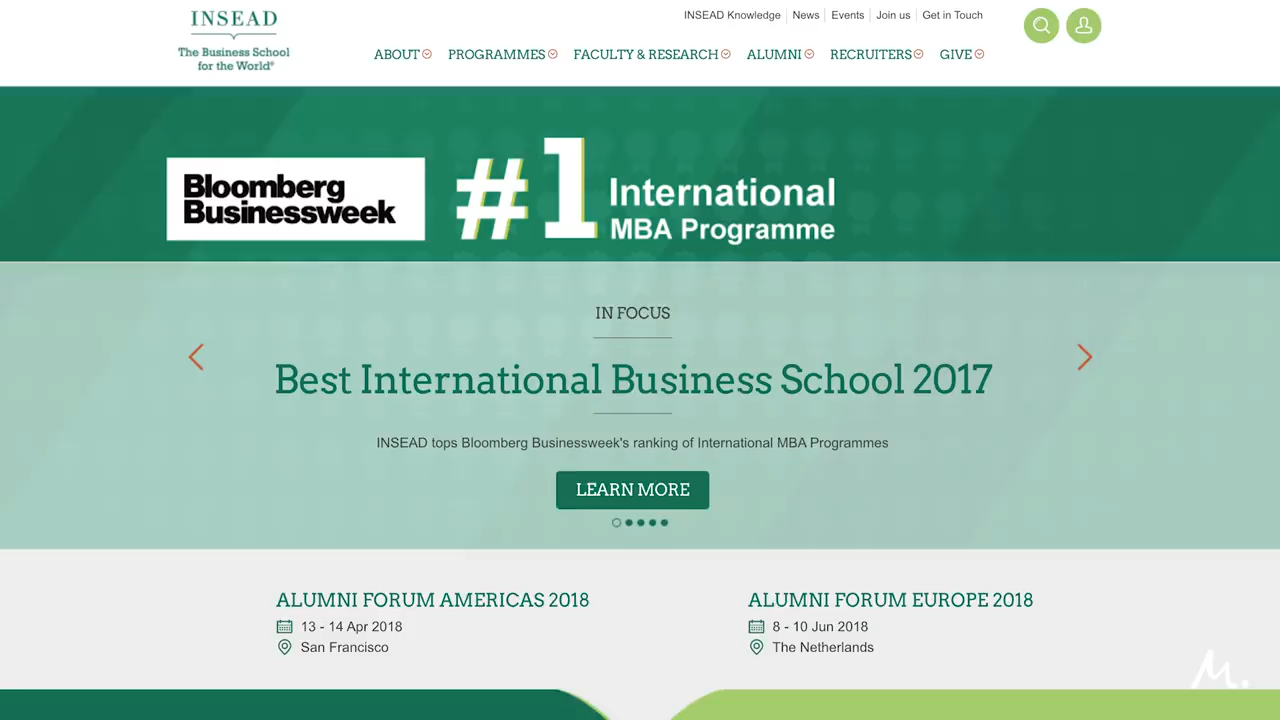 INSEAD
The Business School
for the World®
INSEAD Knowledge
News
Events
Join us
Get in Touch
ABOUT
PROGRAMMES
FACULTY & RESEARCH
ALUMNI
RECRUITERS
GIVE
Bloomberg
Businessweek
#1
International
MBA Programme
IN FOCUS
Best International Business School 2017
INSEAD tops Bloomberg Businessweek's ranking of International MBA Programmes
LEARN MORE
ALUMNI FORUM AMERICAS 2018
13 - 14 Apr 2018
San Francisco
ALUMNI FORUM EUROPE 2018
8 - 10 Jun 2018
The Netherlands
M.